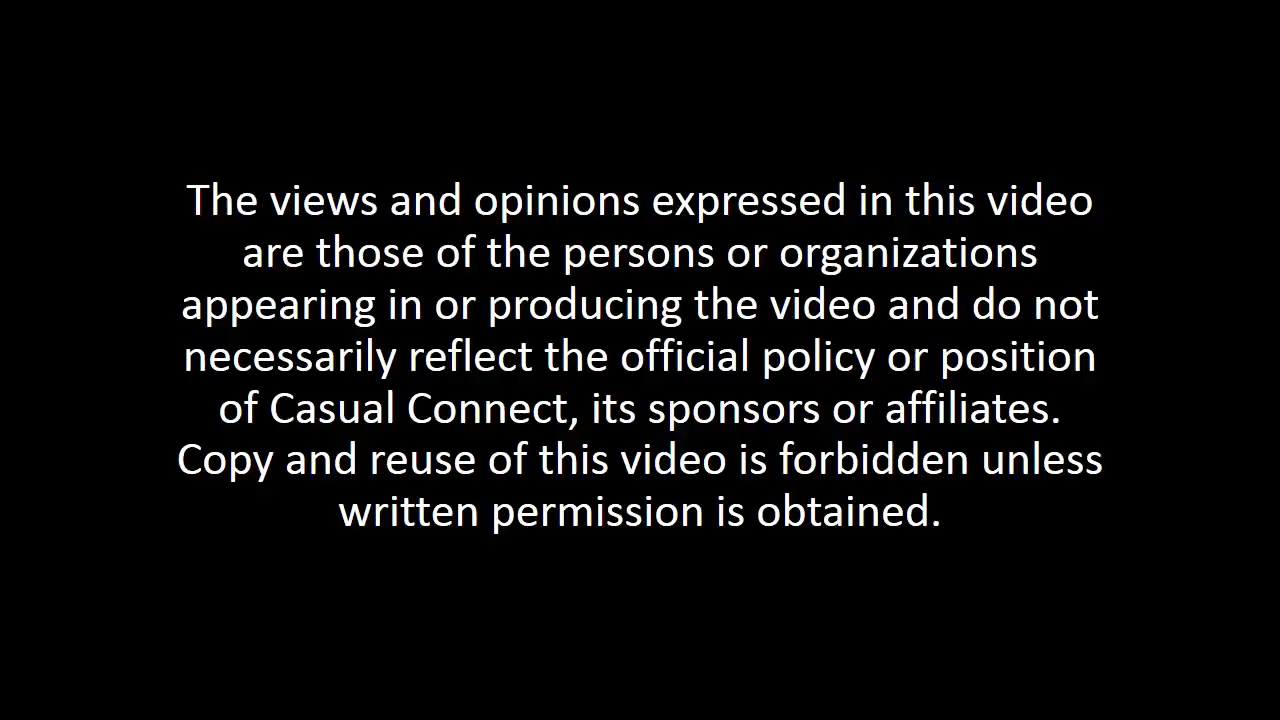 The views and opinions expressed in this video
are those of the persons or organizations
appearing in or producing the video and do not
necessarily reflect the official policy or position
of Casual Connect, its sponsors or affiliates.
Copy and reuse of this video is forbidden unless
written permission is obtained.